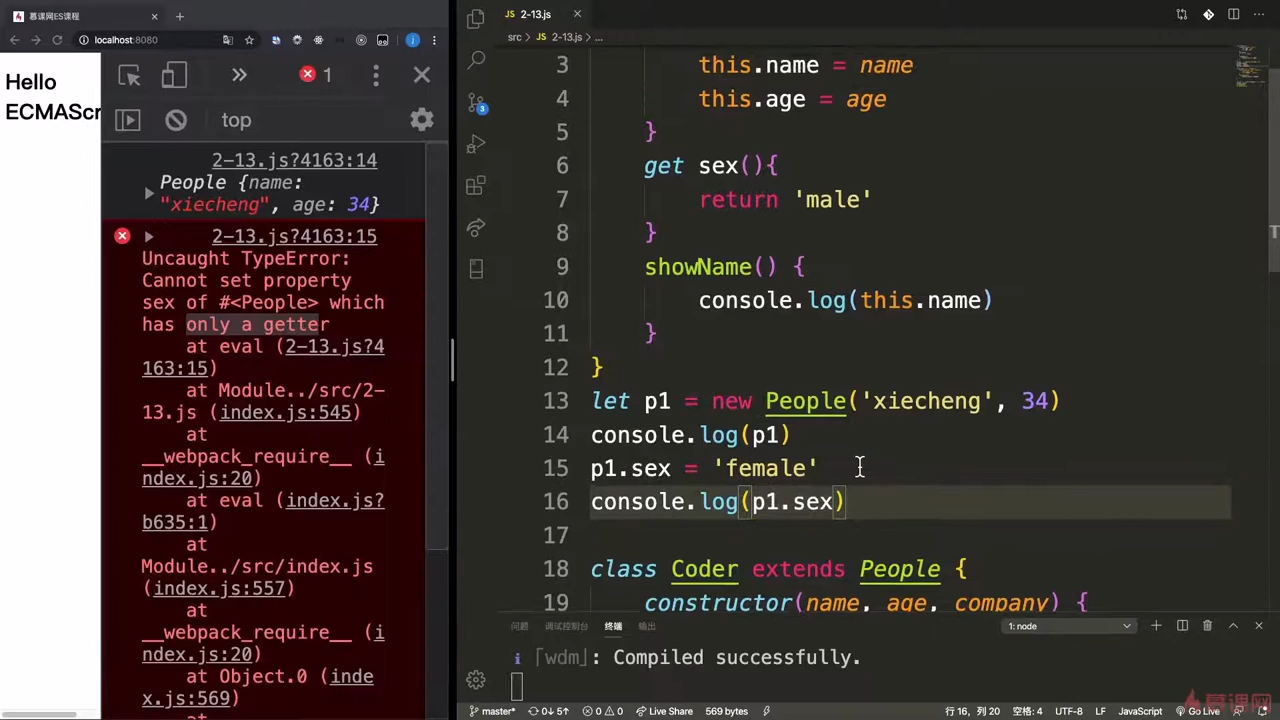 慕课网ES课程
localhost:8080
Hello
ECMAScr
1
top
2-13.js?4163:14
People {name:
"xiecheng", age: 34}
2-13.js?4163:15
Uncaught TypeError:
Cannot set property
sex of #<People> which
has only a getter
at eval (2-13.js?4
163:15)
at Module../src/2-
13.js (index.js:545)
at
__webpack_require__ (i
ndex.js:20)
at eval (index.js?
b635:1)
at
Module../src/index.js
(index.js:557)
at
__webpack_require__ (i
ndex.js:20)
at Object.0 (inde
x.js:569)
JS 2-13.js
src > JS 2-13.js > ...
3 this.name = name
4 this.age = age
5 }
6 get sex(){
7 return 'male'
8 }
9 showName() {
10 console.log(this.name)
11 }
12 }
13 let p1 = new People('xiecheng', 34)
14 console.log(p1)
15 p1.sex = 'female'
16 console.log(p1.sex)
17
18 class Coder extends People {
19 constructor(name, age, company) {
问题 调试控制台 终端 输出 1: node
i ｢wdm｣: Compiled successfully.
3
master* 0↓ 5↑ 0 0 Live Share 569 bytes 行 16, 列 20 空格: 4 UTF-8 LF JavaScript Go Live
慕课网